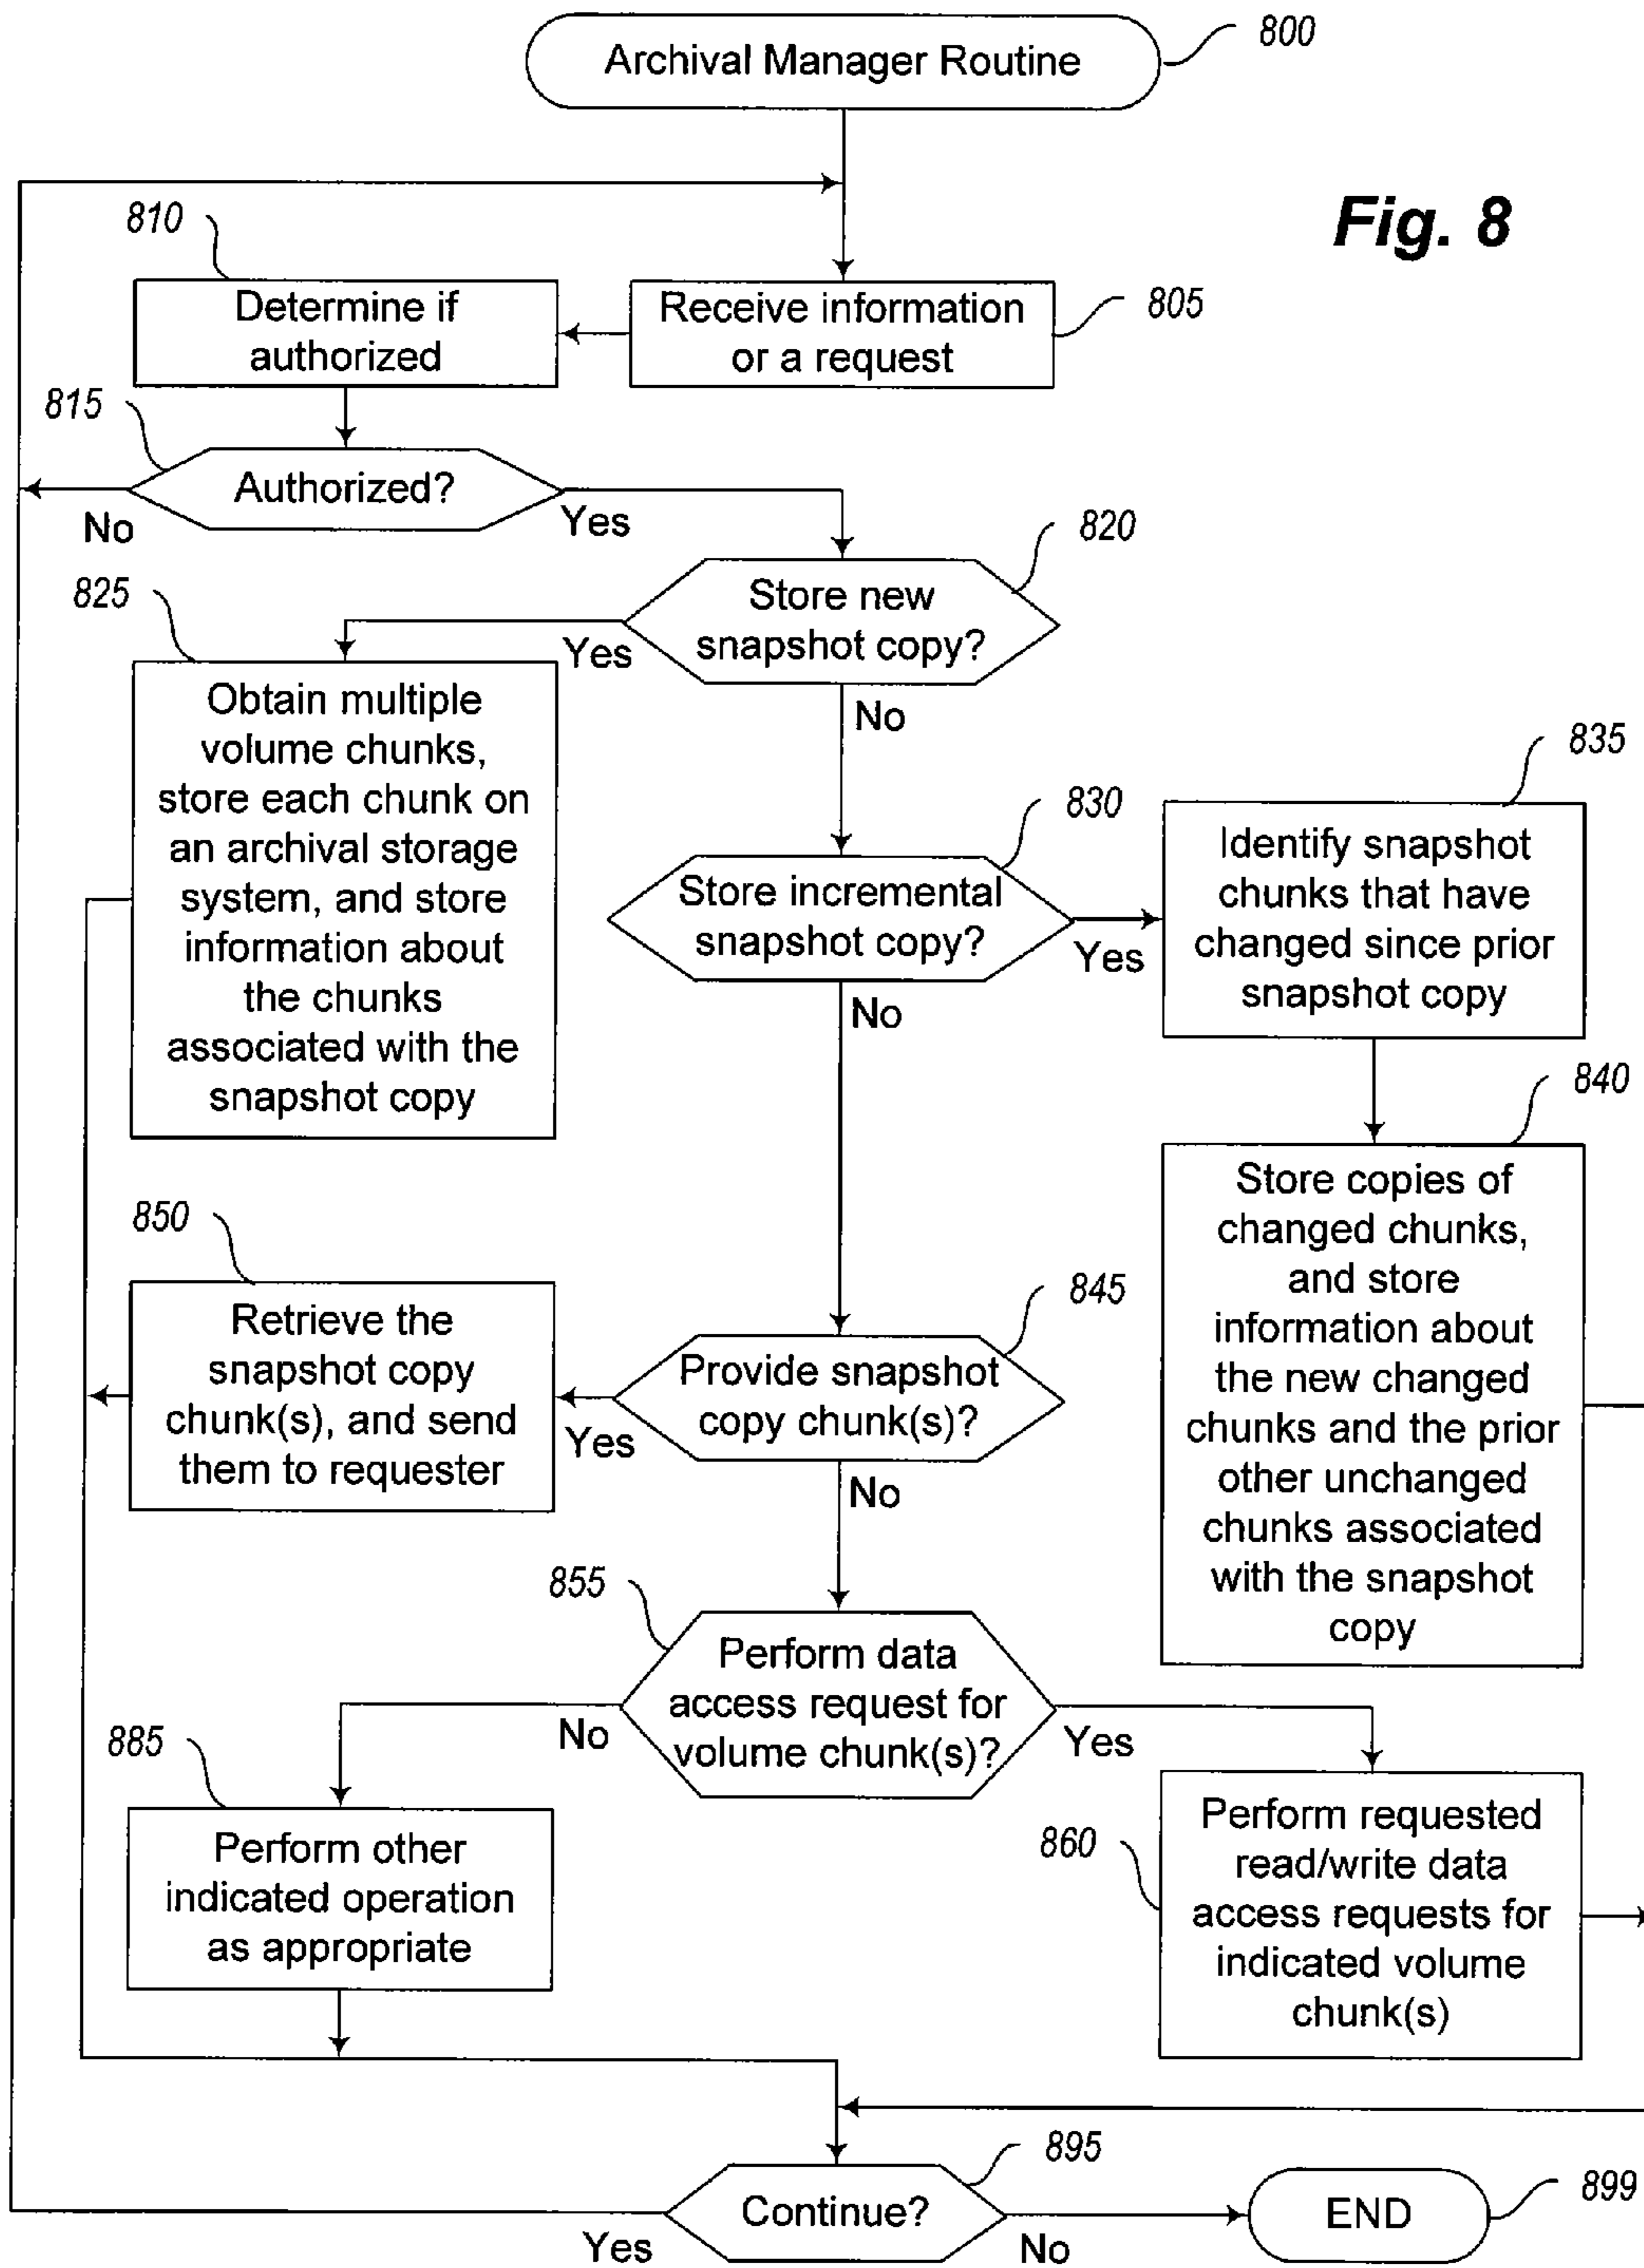 Archival Manager Routine
800
Fig. 8
810
Determine if
authorized
Receive information
or a request
805
815
Authorized?
No
Yes
820
Store new
snapshot copy?
825
Yes
No
Obtain multiple
volume chunks,
store each chunk on
an archival storage
system, and store
information about
the chunks
associated with the
snapshot copy
830
Store incremental
snapshot copy?
Yes
No
835
Identify snapshot
chunks that have
changed since prior
snapshot copy
840
Store copies of
changed chunks,
and store
information about
the new changed
chunks and the prior
other unchanged
chunks associated
with the snapshot
copy
850
Retrieve the
snapshot copy
chunk(s), and send
them to requester
845
Provide snapshot
copy chunk(s)?
Yes
No
855
Perform data
access request for
volume chunk(s)?
No
Yes
885
Perform other
indicated operation
as appropriate
860
Perform requested
read/write data
access requests for
indicated volume
chunk(s)
895
Continue?
Yes
No
END
899